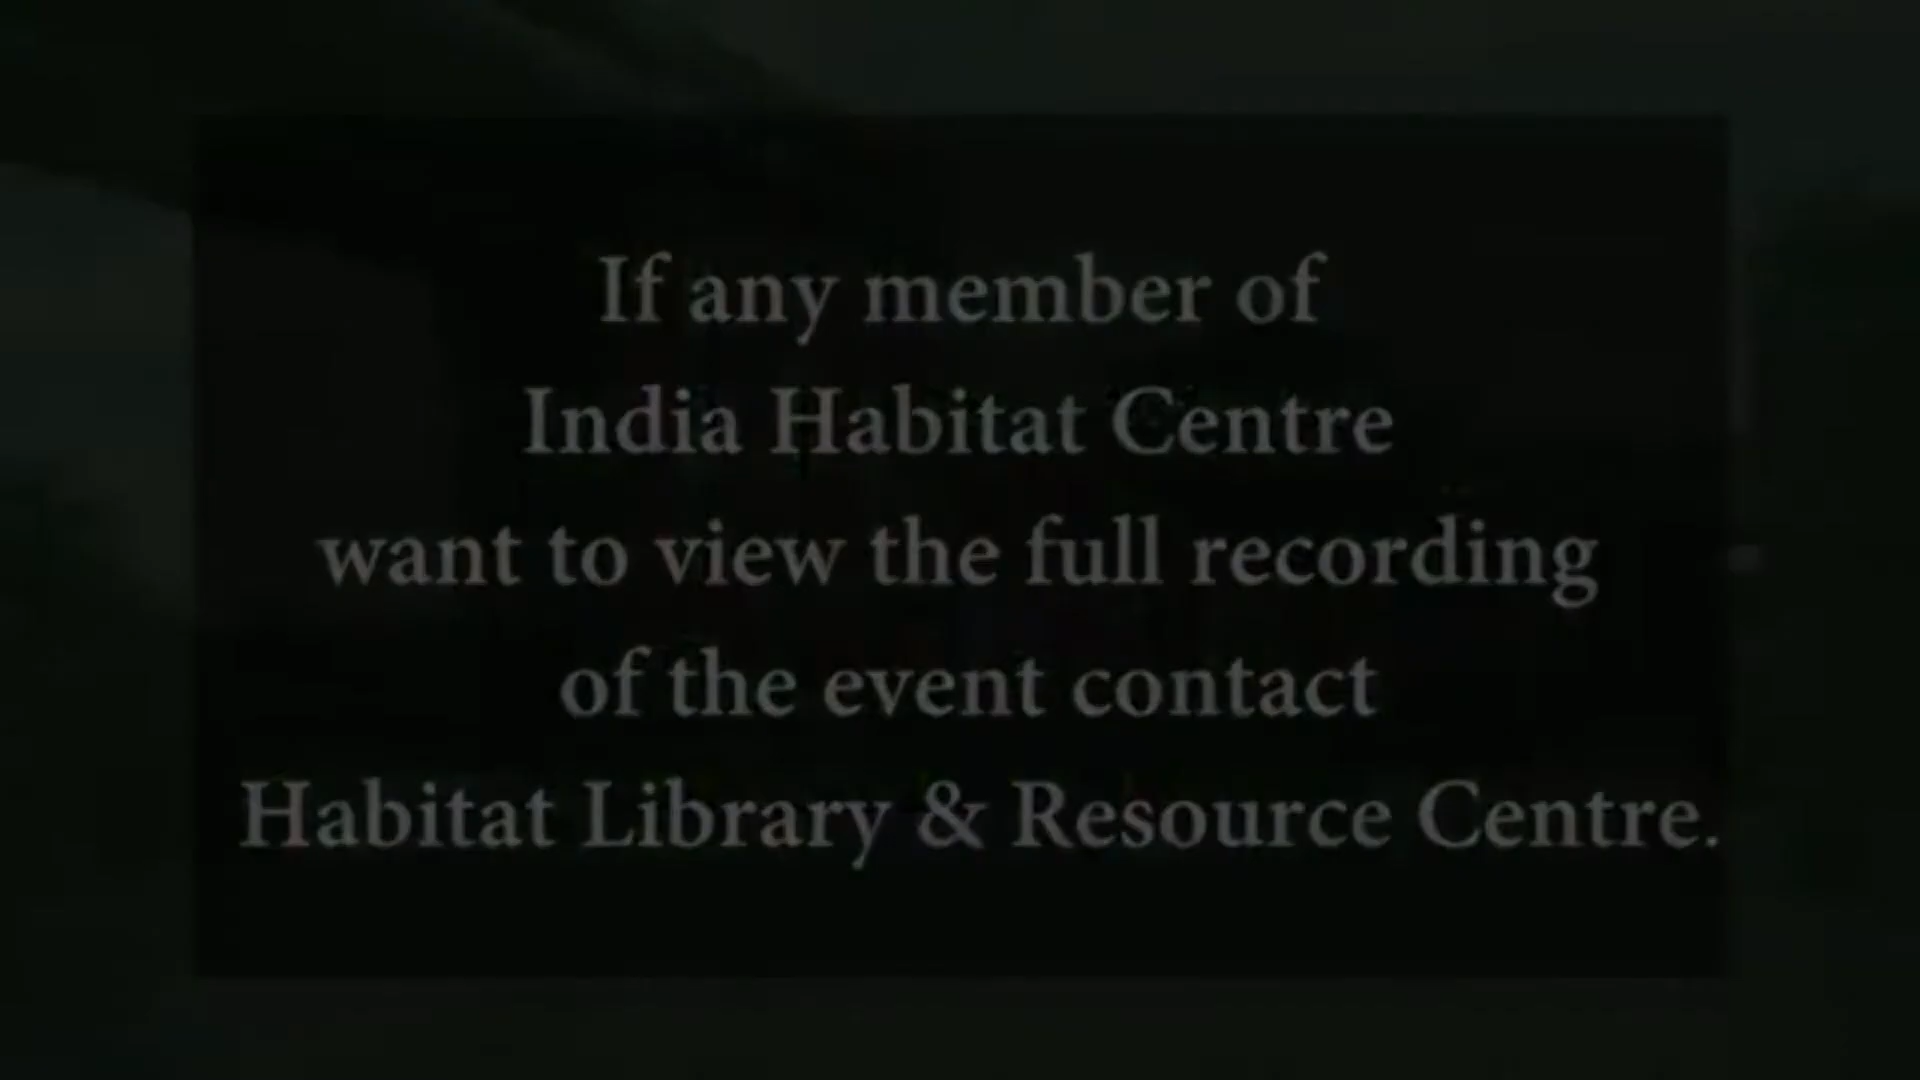 If any member of
India Habitat Centre
want to view the full recording
of the event contact
Habitat Library & Resource Centre.